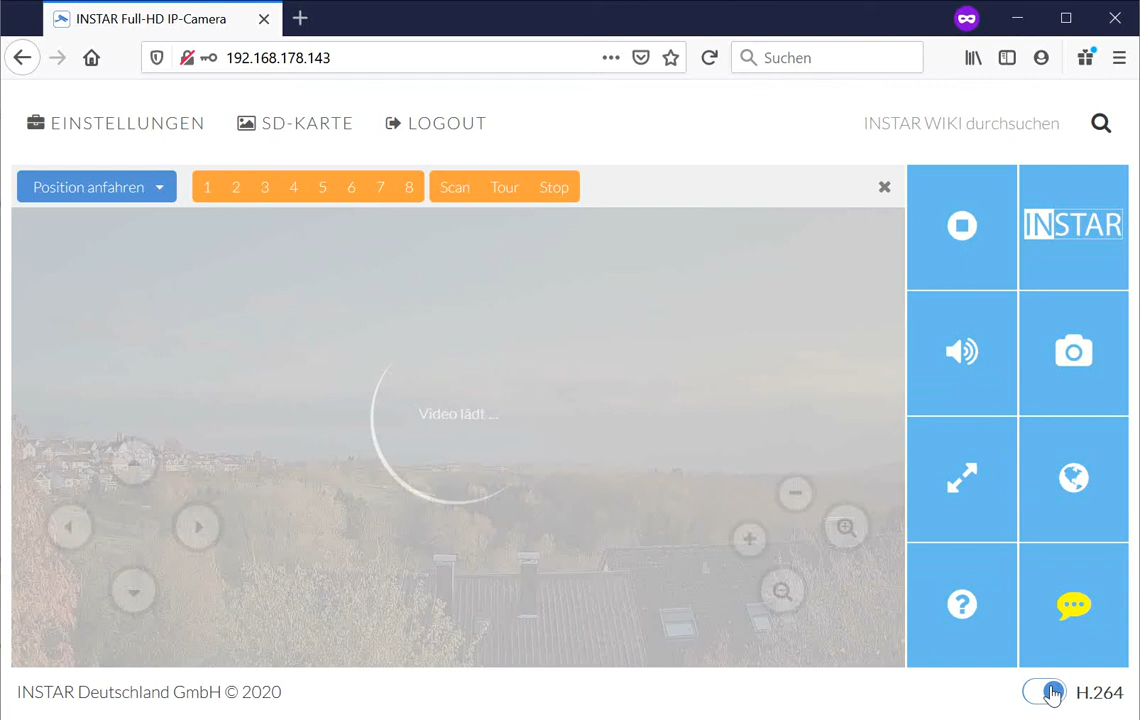 INSTAR Full-HD IP-Camera
192.168.178.143
Suchen
EINSTELLUNGEN SD-KARTE LOGOUT
INSTAR WIKI durchsuchen
Position anfahren 1 2 3 4 5 6 7 8 Scan Tour Stop
INSTAR
Video lädt ...
INSTAR Deutschland GmbH © 2020
H.264